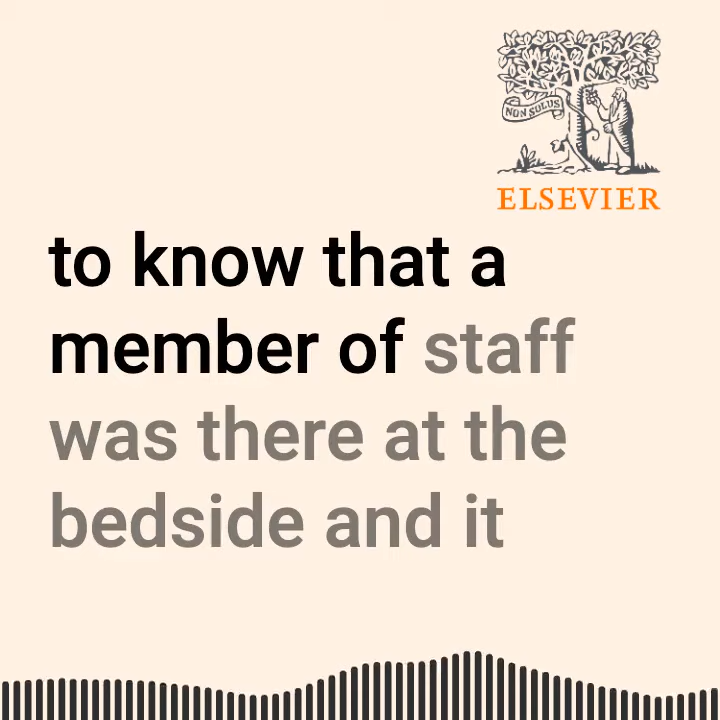 NON SOLUS
ELSEVIER
to know that a
member of staff
was there at the
bedside and it